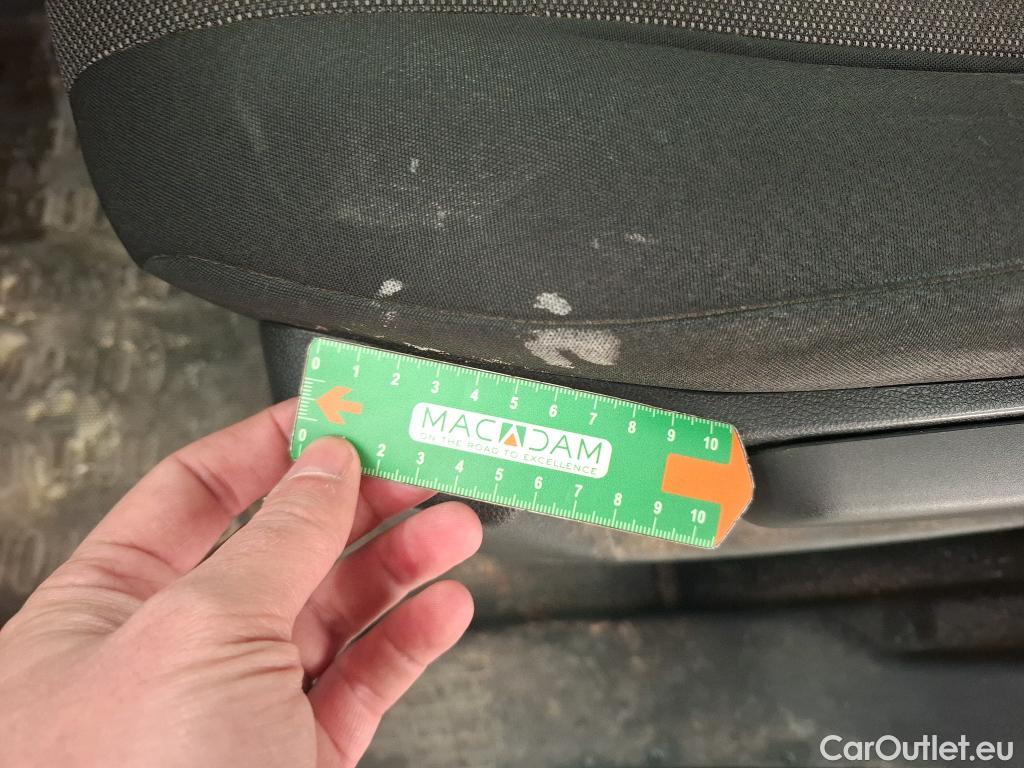 0 1 2 3 4 5 6 7 8 9 10
MACADAM
ON THE ROAD TO EXCELLENCE
0 2 3 4 5 6 7 8 9 10
CarOutlet.eu